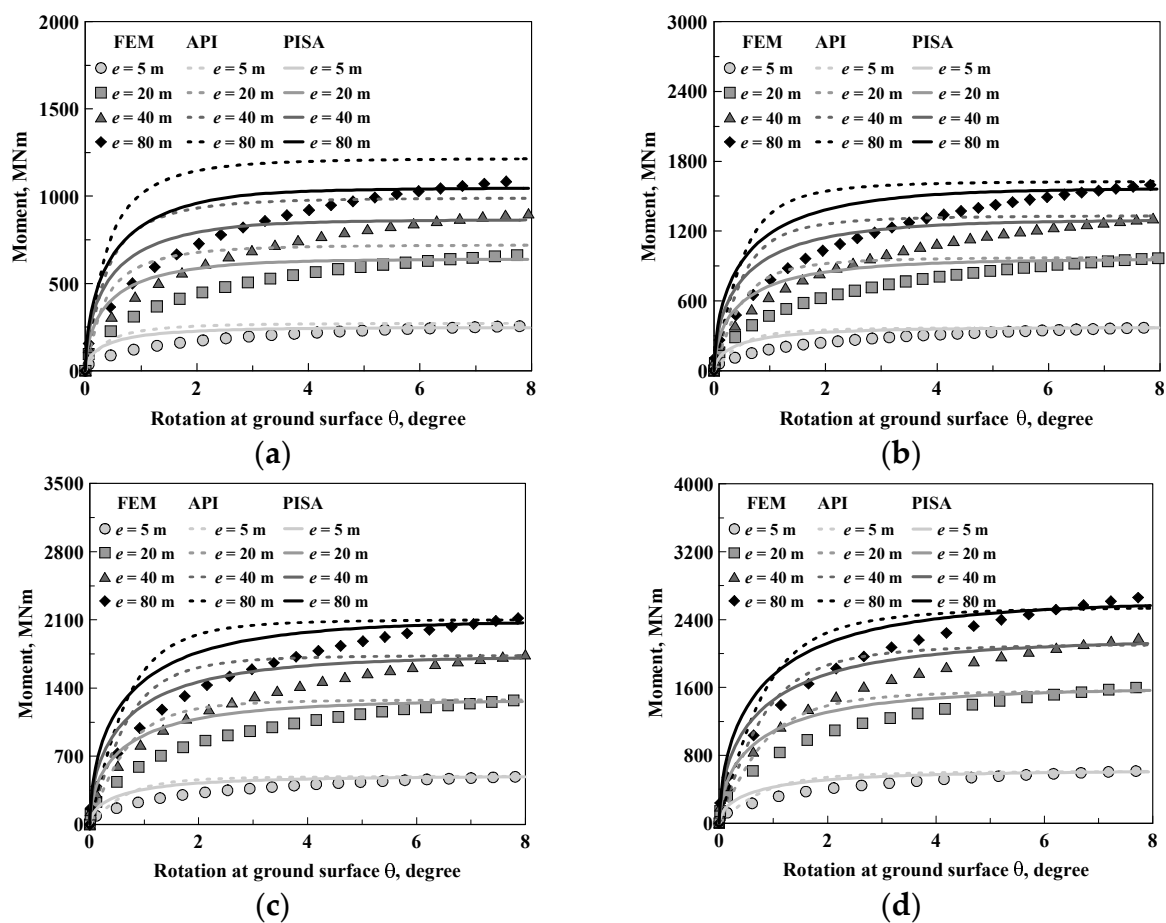 2000
1500
1000
500
0
Moment, MNm
FEM API PISA
e = 5 m e = 5 m e = 5 m
e = 20 m e = 20 m e = 20 m
e = 40 m e = 40 m e = 40 m
e = 80 m e = 80 m e = 80 m
0 2 4 6 8
Rotation at ground surface θ, degree
(a)
3000
2400
1800
1200
600
0
Moment, MNm
FEM API PISA
e = 5 m e = 5 m e = 5 m
e = 20 m e = 20 m e = 20 m
e = 40 m e = 40 m e = 40 m
e = 80 m e = 80 m e = 80 m
0 2 4 6 8
Rotation at ground surface θ, degree
(b)
3500
2800
2100
1400
700
0
Moment, MNm
FEM API PISA
e = 5 m e = 5 m e = 5 m
e = 20 m e = 20 m e = 20 m
e = 40 m e = 40 m e = 40 m
e = 80 m e = 80 m e = 80 m
0 2 4 6 8
Rotation at ground surface θ, degree
(c)
4000
3200
2400
1600
800
0
Moment, MNm
FEM API PISA
e = 5 m e = 5 m e = 5 m
e = 20 m e = 20 m e = 20 m
e = 40 m e = 40 m e = 40 m
e = 80 m e = 80 m e = 80 m
0 2 4 6 8
Rotation at ground surface θ, degree
(d)